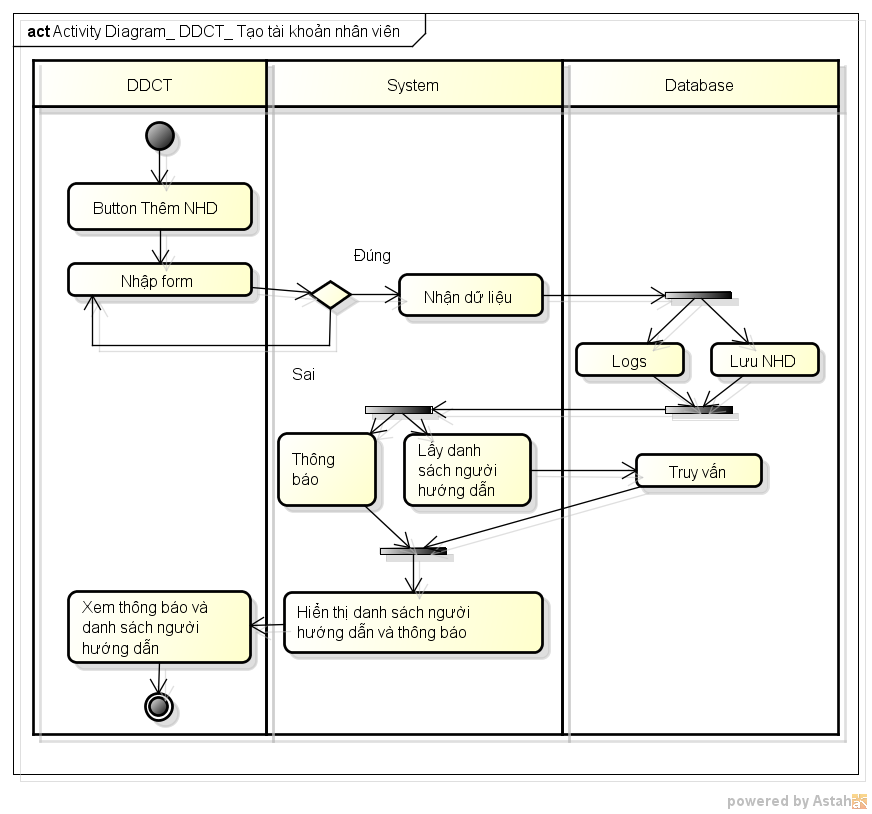 act Activity Diagram_ DDCT_ Tạo tài khoản nhân viên
DDCT
System
Database
Button Thêm NHD
Đúng
Nhập form
Nhận dữ liệu
Logs
Lưu NHD
Sai
Thông
báo
Lấy danh
sách người
hướng dẫn
Truy vấn
Xem thông báo và
danh sách người
hướng dẫn
Hiển thị danh sách người
hướng dẫn và thông báo
powered by Astah